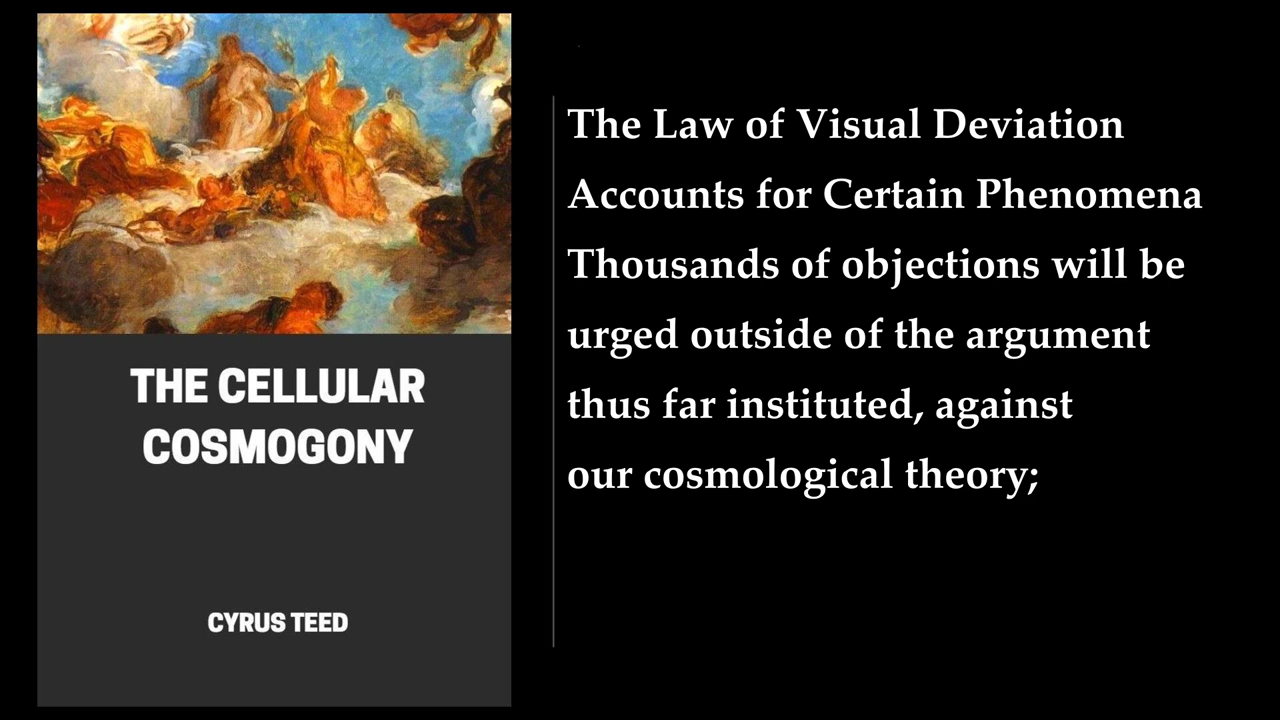 THE CELLULAR
COSMOGONY
CYRUS TEED
The Law of Visual Deviation
Accounts for Certain Phenomena
Thousands of objections will be
urged outside of the argument
thus far instituted, against
our cosmological theory;